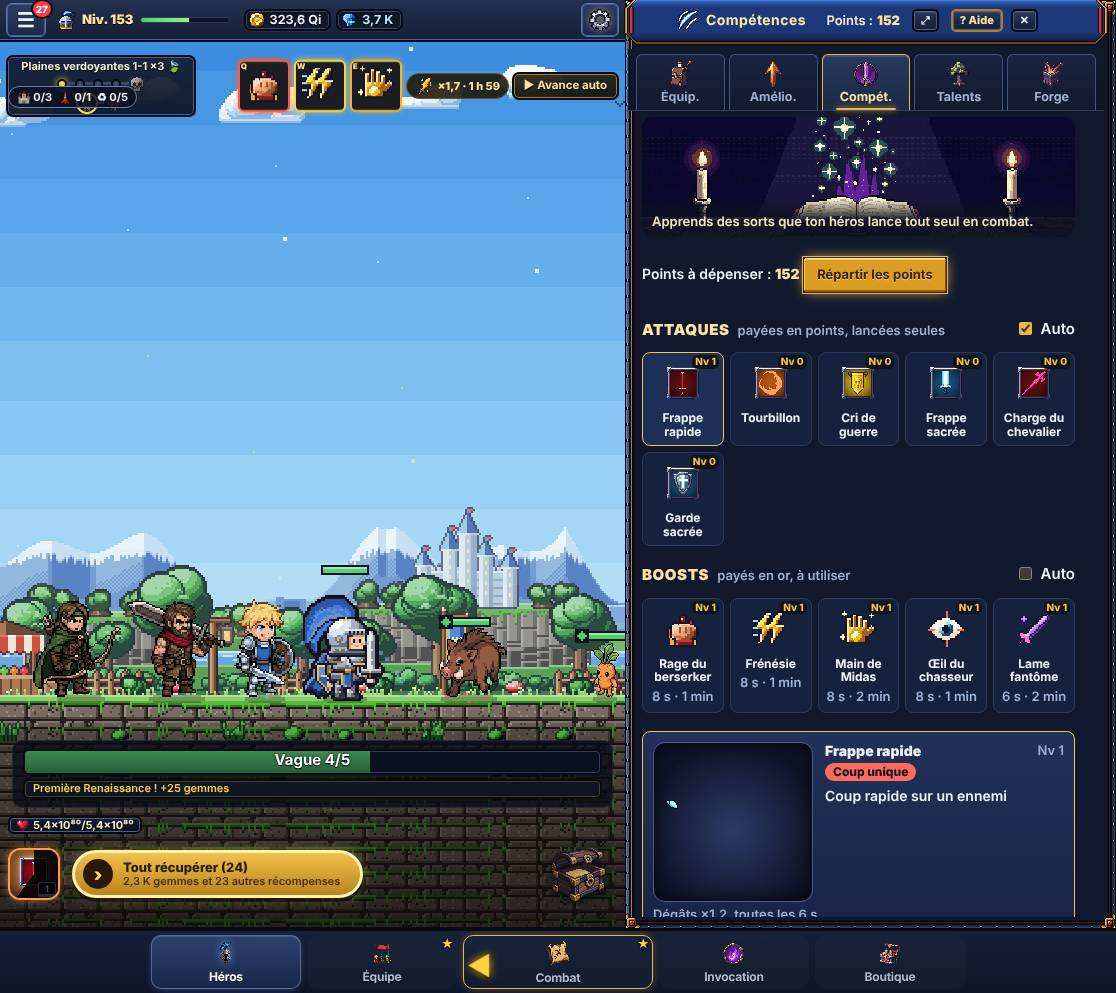 27
Niv. 153
323,6 Qi
3,7 K
Compétences
Points : 152
? Aide
Plaines verdoyantes 1-1 ×3
0/3
0/1
0/5
Q
W
E
×1,7 · 1 h 59
Avance auto
Équip.
Amélio.
Compét.
Talents
Forge
Apprends des sorts que ton héros lance tout seul en combat.
Points à dépenser : 152
Répartir les points
ATTAQUES payées en points, lancées seules
Auto
Nv 1
Nv 0
Nv 0
Nv 0
Nv 0
Frappe rapide
Tourbillon
Cri de guerre
Frappe sacrée
Charge du chevalier
Nv 0
Garde sacrée
BOOSTS payés en or, à utiliser
Auto
Nv 1
Nv 1
Nv 1
Nv 1
Nv 1
Rage du berserker
8 s · 1 min
Frénésie
8 s · 1 min
Main de Midas
8 s · 2 min
Œil du chasseur
8 s · 1 min
Lame fantôme
6 s · 2 min
Frappe rapide
Nv 1
Coup unique
Coup rapide sur un ennemi
Dégâts ×1,2, toutes les 6 s
Vague 4/5
Première Renaissance ! +25 gemmes
5,4×10⁸⁰/5,4×10⁸⁰
1
Tout récupérer (24)
2,3 K gemmes et 23 autres récompenses
Héros
Équipe
Combat
Invocation
Boutique